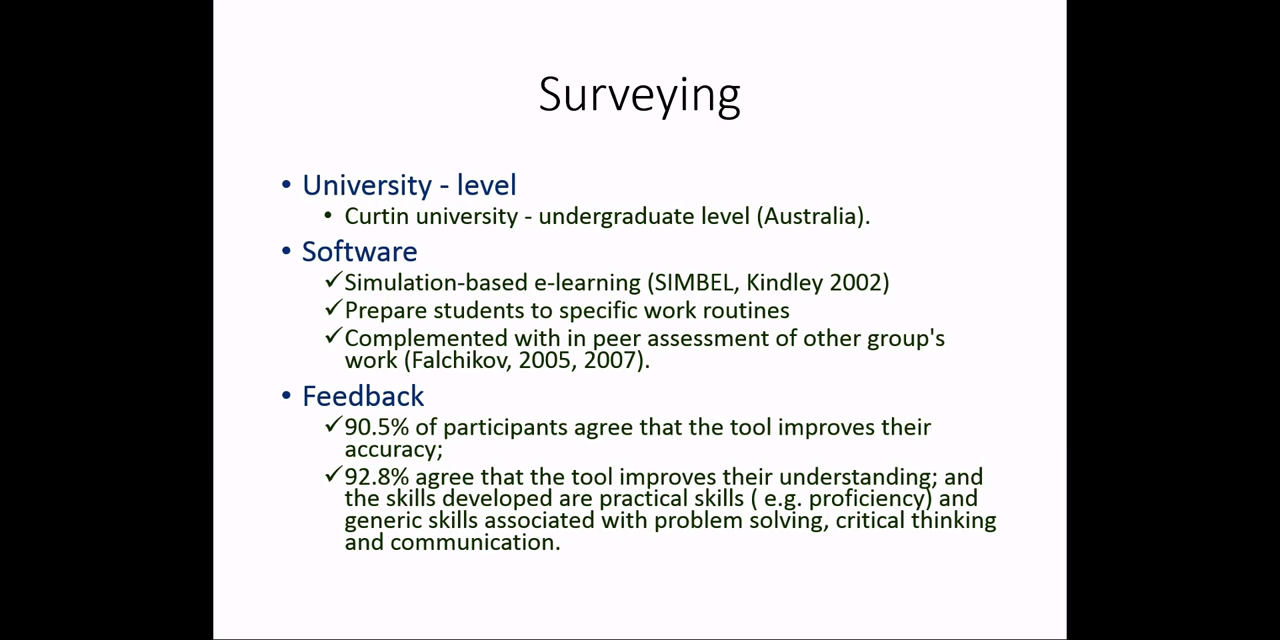 Surveying
• University - level
• Curtin university - undergraduate level (Australia).
• Software
✓Simulation-based e-learning (SIMBEL, Kindley 2002)
✓Prepare students to specific work routines
✓Complemented with in peer assessment of other group's
work (Falchikov, 2005, 2007).
• Feedback
✓90.5% of participants agree that the tool improves their
accuracy;
✓92.8% agree that the tool improves their understanding; and
the skills developed are practical skills ( e.g. proficiency) and
generic skills associated with problem solving, critical thinking
and communication.